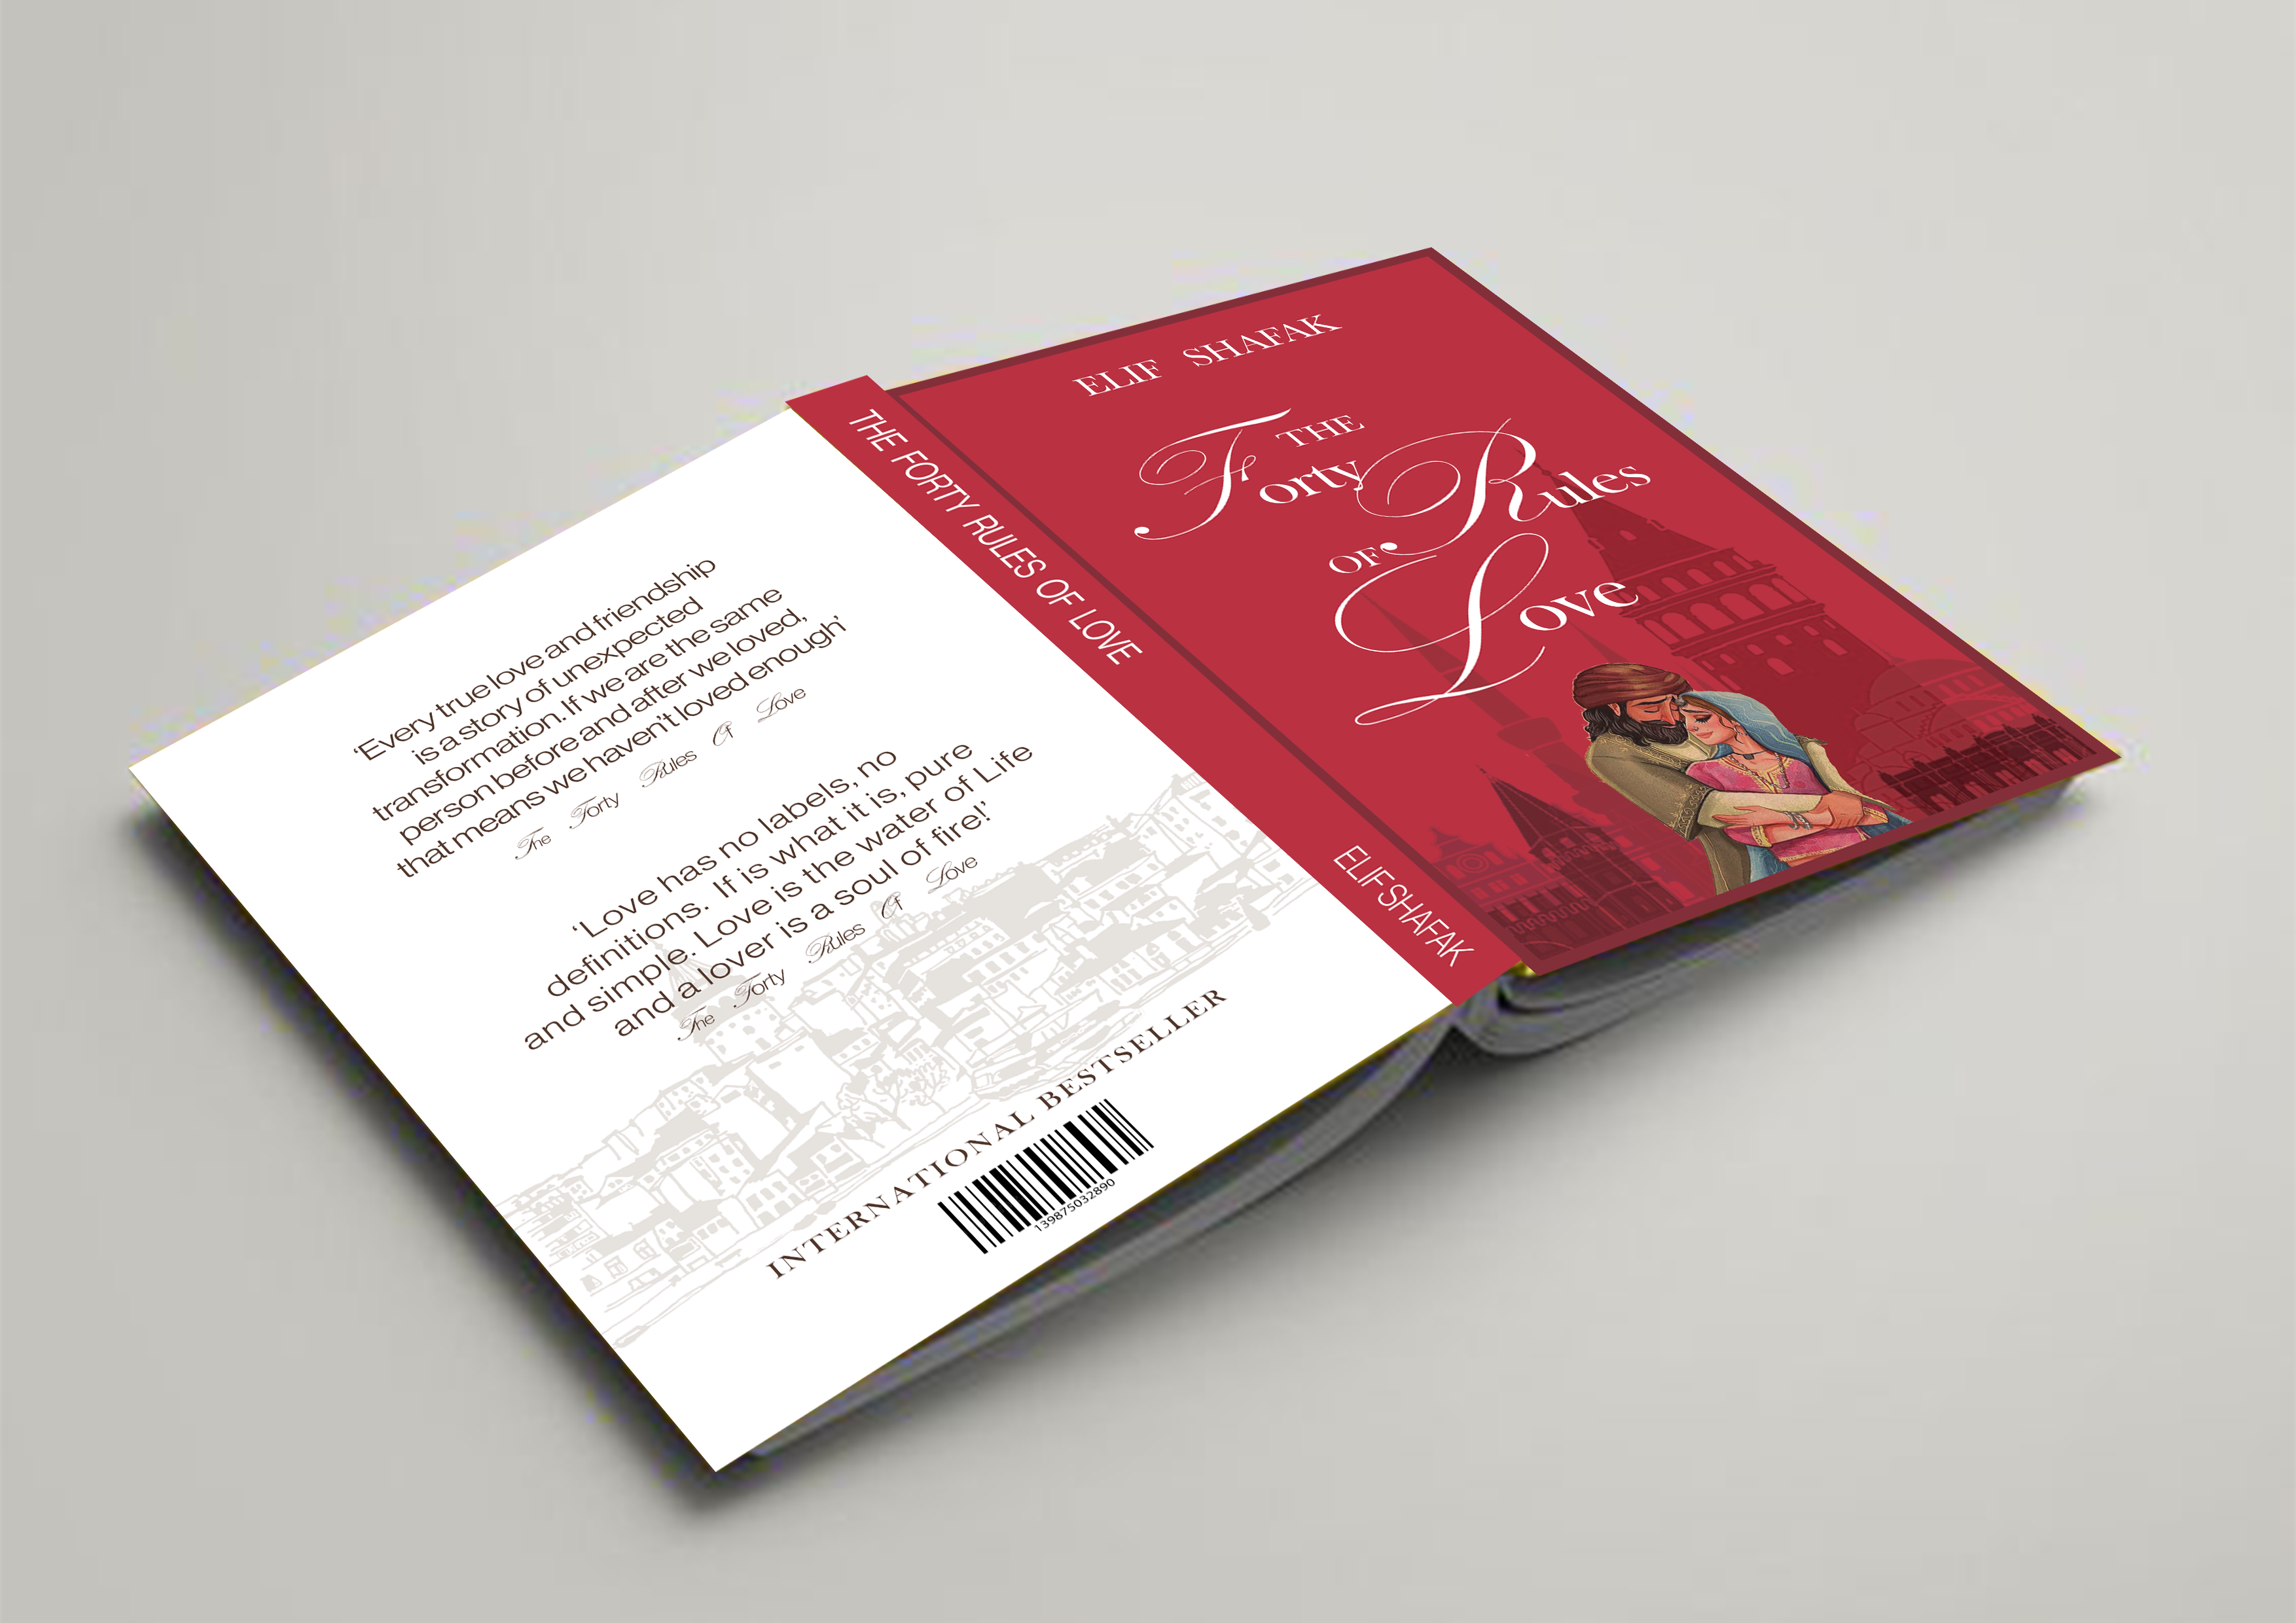 ELIF SHAFAK
THE
Forty Rules
OF
Love
THE FORTY RULES OF LOVE
ELIF SHAFAK
‘Every true love and friendship
is a story of unexpected
transformation. If we are the same
person before and after we loved,
that means we haven’t loved enough’
The Forty Rules Of Love
‘Love has no labels, no
definitions. If is what it is, pure
and simple. Love is the water of Life
and a lover is a soul of fire!’
The Forty Rules Of Love
INTERNATIONAL BESTSELLER
139875032890